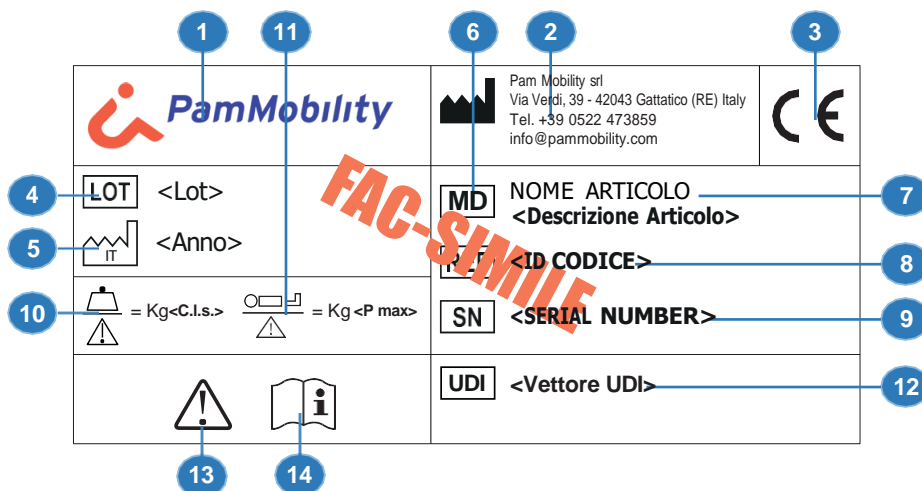 1
11
6
2
3
PamMobility
Pam Mobility srl
Via Verdi, 39 - 42043 Gattatico (RE) Italy
Tel. +39 0522 473859
info@pammobility.com
CE
4
LOT <Lot>
MD NOME ARTICOLO
<Descrizione Articolo>
7
5
IT <Anno>
FAC-SIMILE
REF <ID CODICE>
8
10
= Kg<C.I.s.>
= Kg <P max>
SN <SERIAL NUMBER>
9
UDI <Vettore UDI>
12
i
13
14